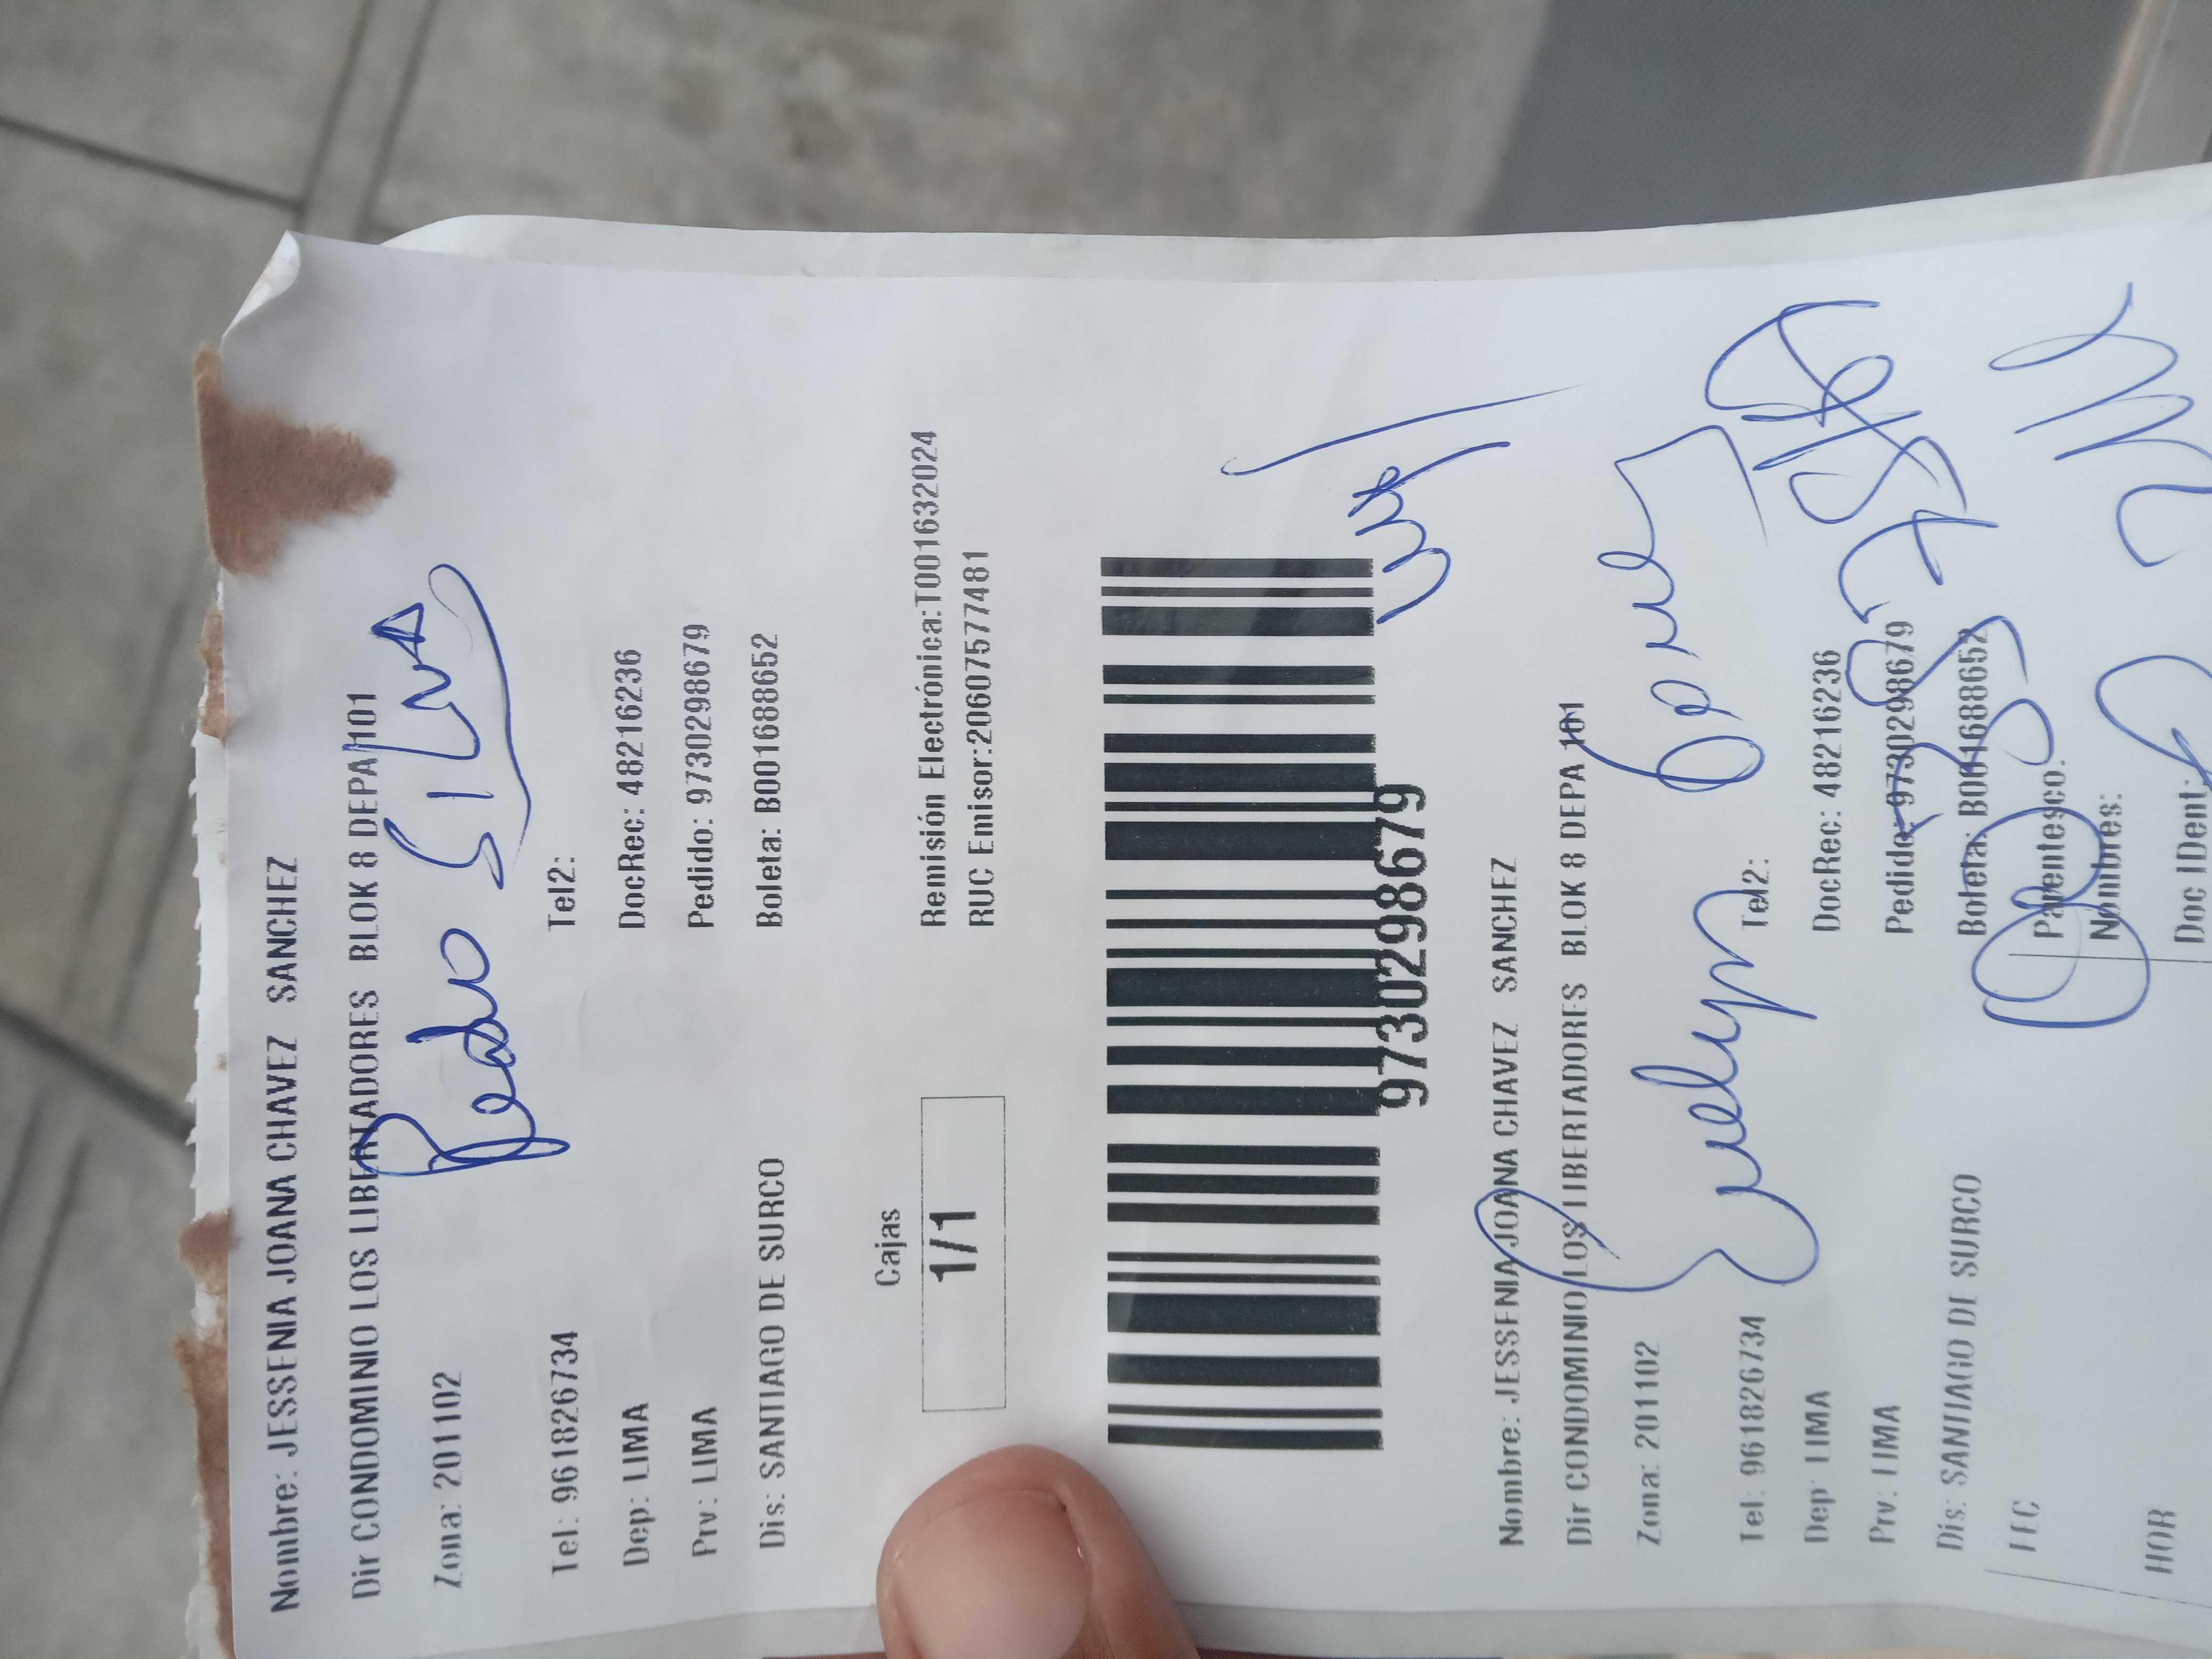 Nombre: JESSENIA JOANA CHAVEZ SANCHEZ
Dir CONDOMINIO LOS LIBERTADORES BLOK 8 DEPA 101
Pedro SILVA
Zona: 201102
Tel: 961826734 Tel2:
Dep: LIMA DocRec: 48216236
Prv: LIMA Pedido: 9730298679
Dis: SANTIAGO DE SURCO Boleta: B001688652
Cajas
1/1
Remisión Electrónica:T001632024
RUC Emisor:20607577481
9730298679
Nombre: JESSENIA JOANA CHAVEZ SANCHEZ
Dir CONDOMINIO LOS LIBERTADORES BLOK 8 DEPA 101
Zona: 201102
Tel: 961826734 Tel2:
Dep: LIMA DocRec: 48216236
Prv: LIMA Pedido: 9730298679
Dis: SANTIAGO DE SURCO Boleta: B001688652
FEC Parentesco:
Nombres:
HOR Doc IDent: